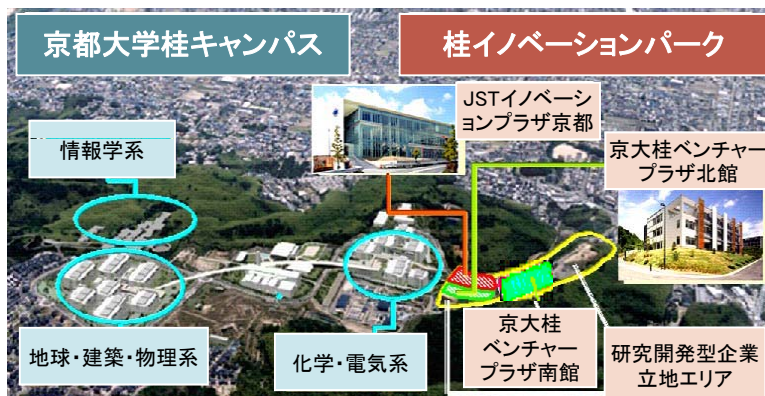 京都大学桂キャンパス
桂イノベーションパーク
JSTイノベーシ
ョンプラザ京都
情報学系
京大桂ベンチャー
プラザ北館
地球・建築・物理系
化学・電気系
京大桂
ベンチャー
プラザ南館
研究開発型企業
立地エリア